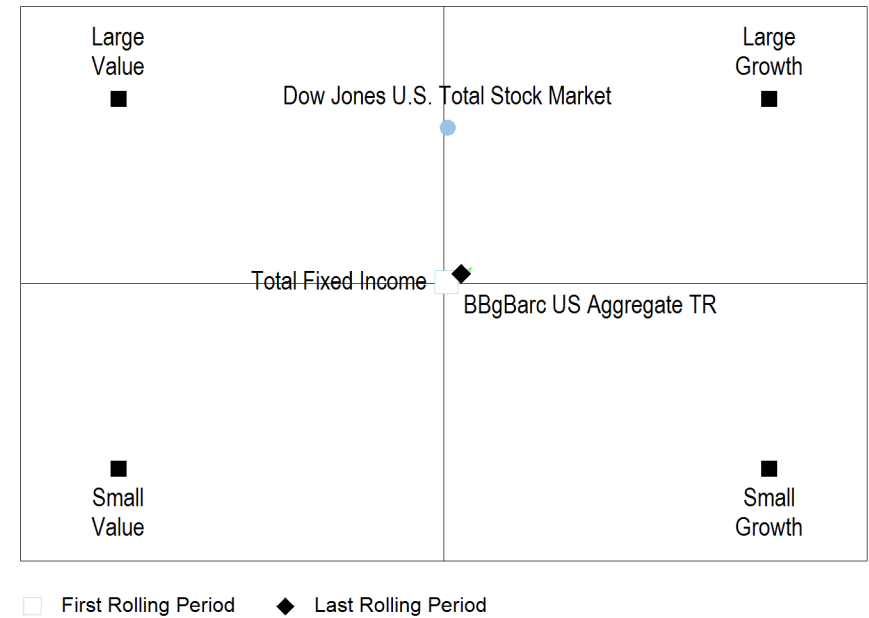 Large
Value
Large
Growth
Dow Jones U.S. Total Stock Market
Total Fixed Income
BBgBarc US Aggregate TR
Small
Value
Small
Growth
First Rolling Period
Last Rolling Period